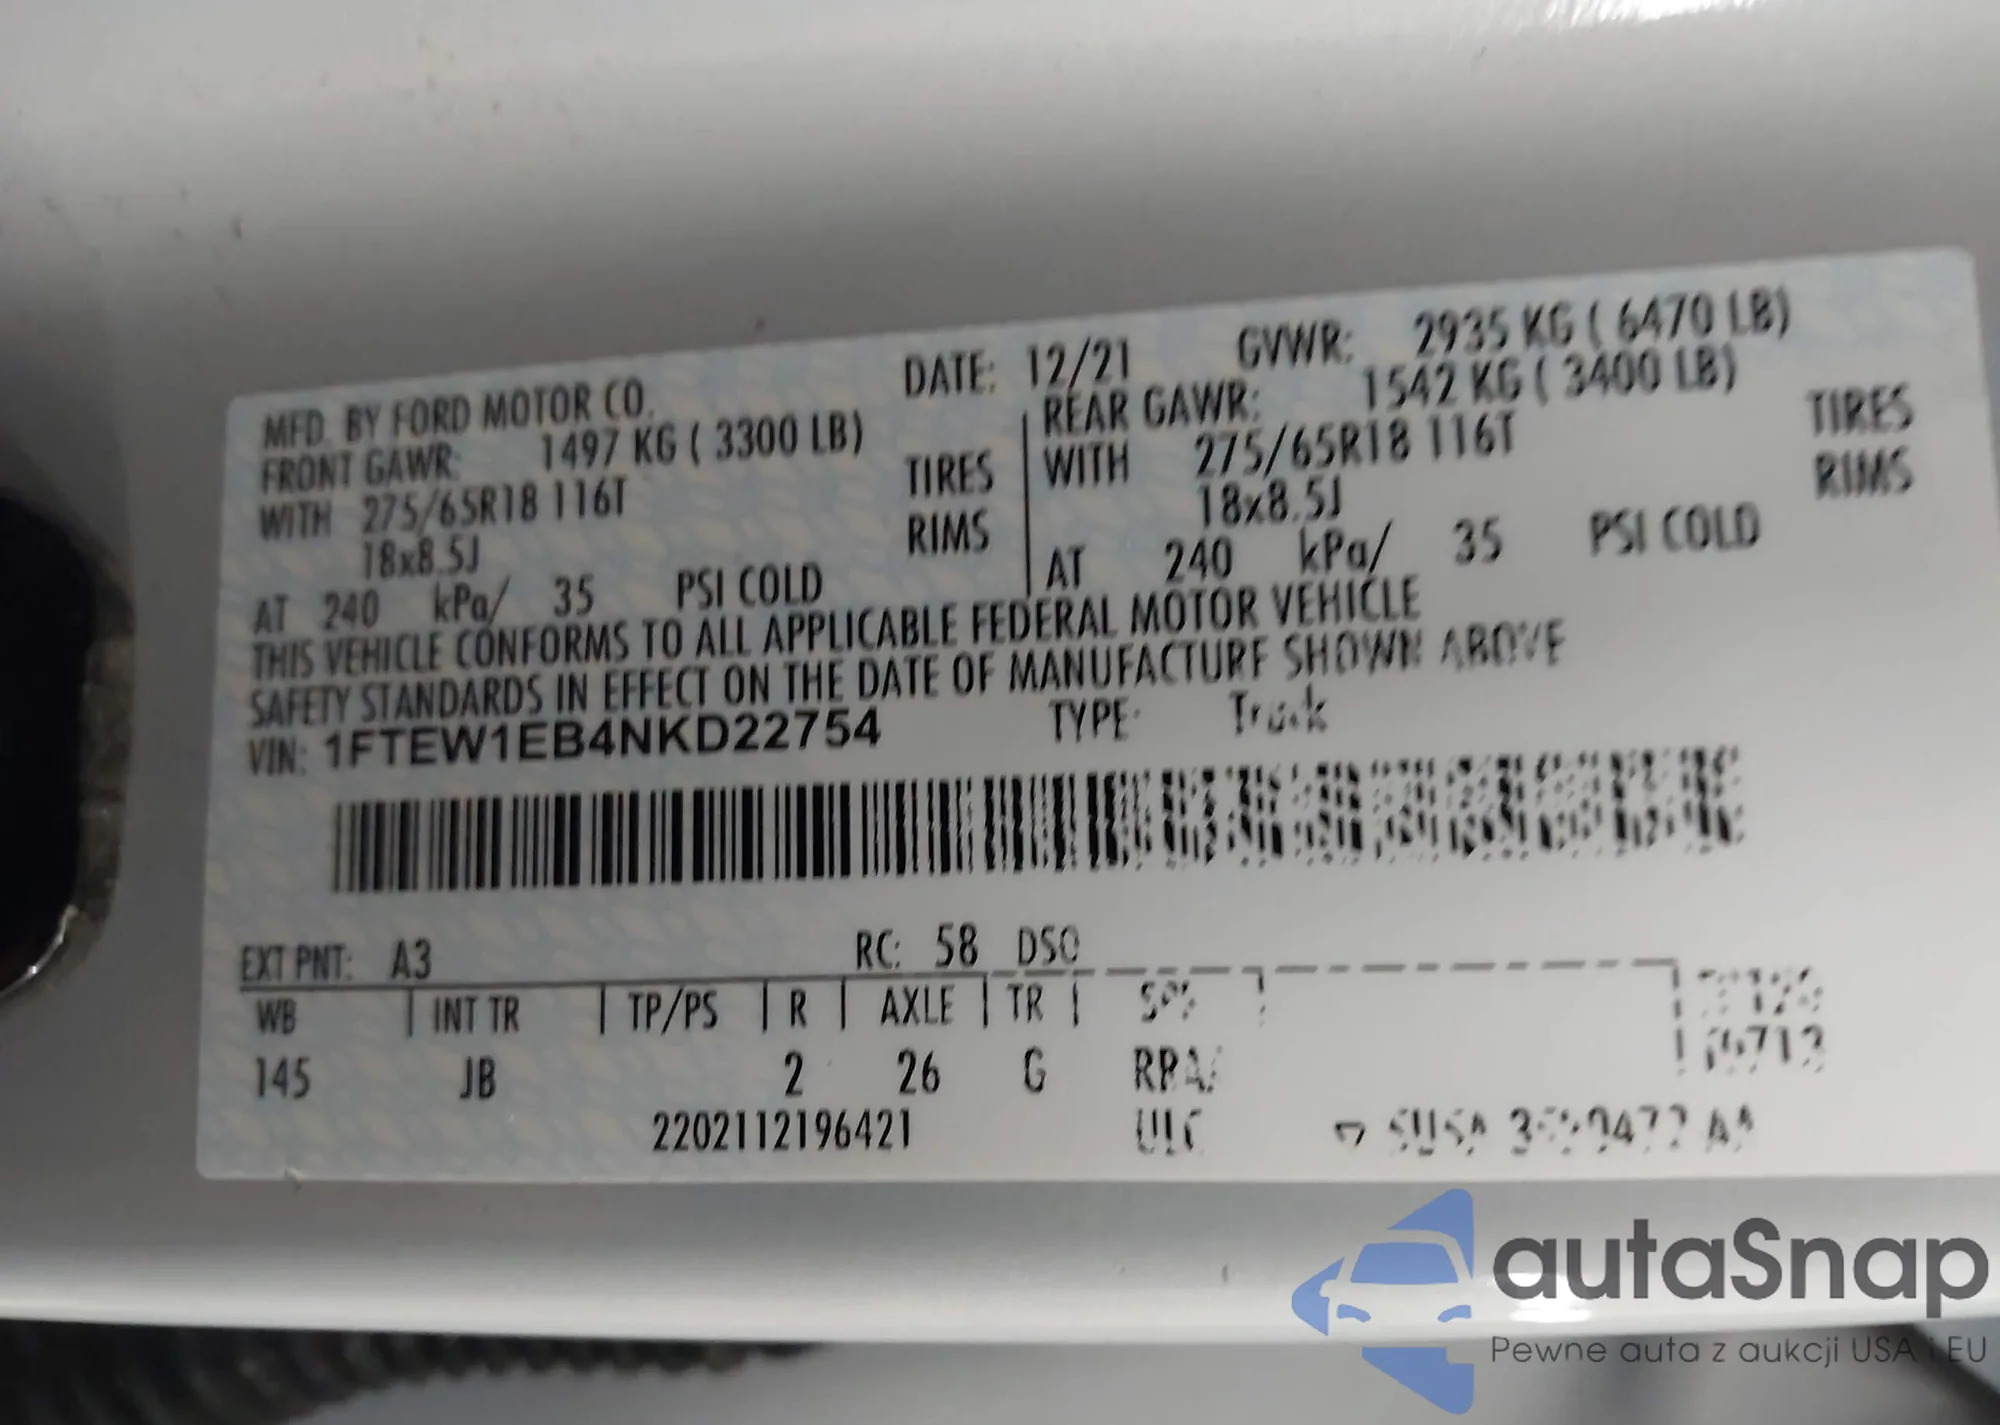 MFD. BY FORD MOTOR CO. DATE: 12/21 GVWR: 2935 KG ( 6470 LB)
FRONT GAWR: 1497 KG ( 3300 LB) REAR GAWR: 1542 KG ( 3400 LB)
WITH 275/65R18 116T TIRES WITH 275/65R18 116T TIRES
18x8.5J RIMS 18x8.5J RIMS
AT 240 kPa/ 35 PSI COLD AT 240 kPa/ 35 PSI COLD
THIS VEHICLE CONFORMS TO ALL APPLICABLE FEDERAL MOTOR VEHICLE
SAFETY STANDARDS IN EFFECT ON THE DATE OF MANUFACTURE SHOWN ABOVE
VIN: 1FTEW1EB4NKD22754 TYPE: Truck
EXT PNT: A3 RC: 58 DSO
WB INT TR TP/PS R AXLE TR
145 JB 2 26 G
2202112196421
autaSnap
Pewne auta z aukcji USA i EU